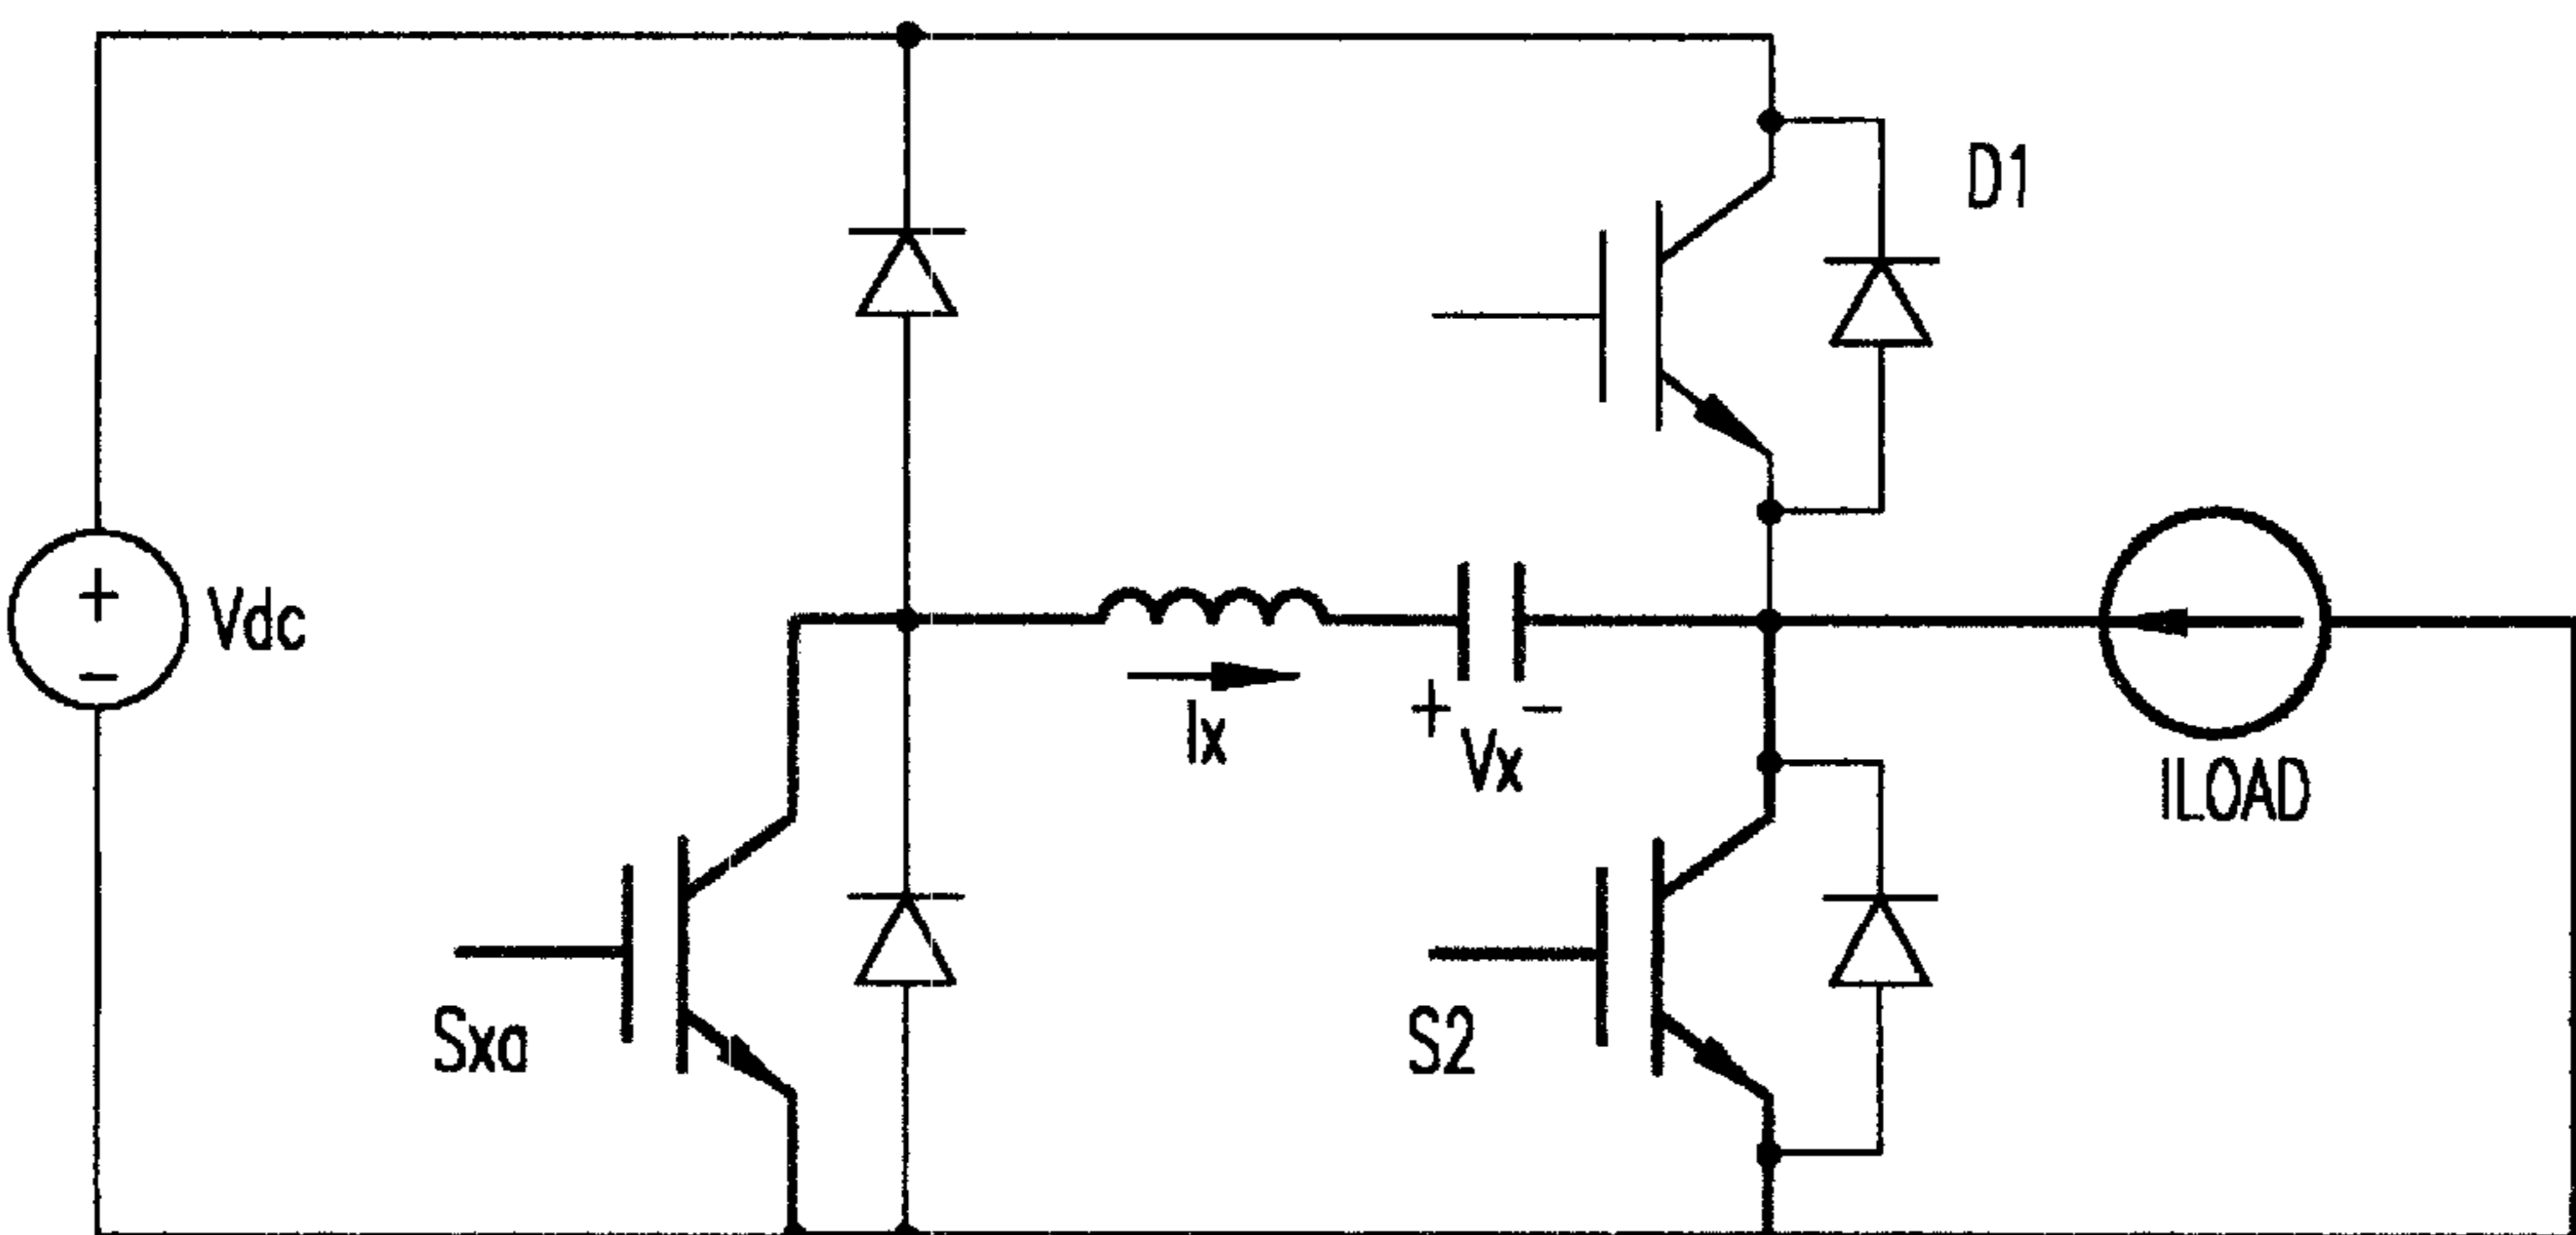 D1
+
-
Vdc
Ix
+ -
Vx
ILOAD
Sxa
S2